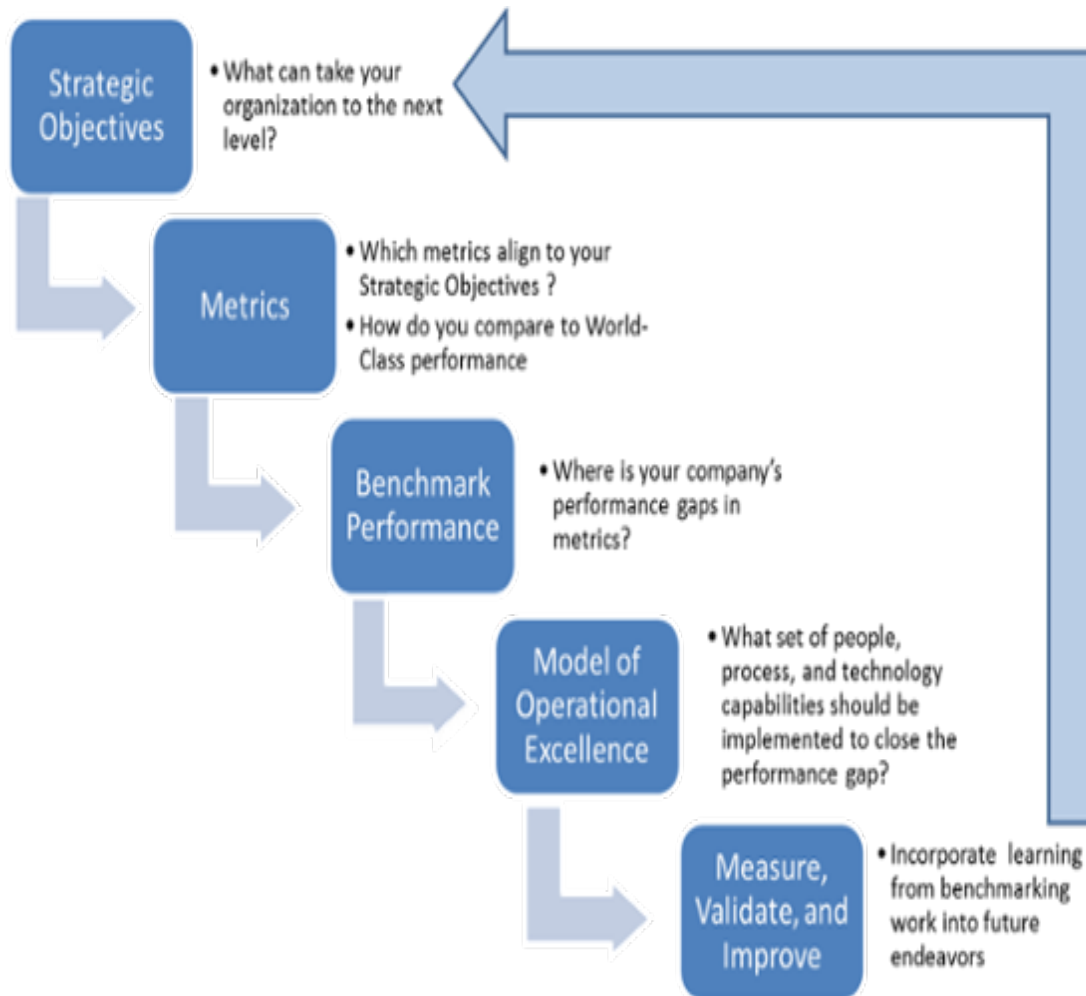 Strategic
Objectives
• What can take your
organization to the next
level?
Metrics
• Which metrics align to your
Strategic Objectives ?
• How do you compare to World-
Class performance
Benchmark
Performance
• Where is your company's
performance gaps in
metrics?
Model of
Operational
Excellence
• What set of people,
process, and technology
capabilities should be
implemented to close the
performance gap?
Measure,
Validate, and
Improve
• Incorporate learning
from benchmarking
work into future
endeavors